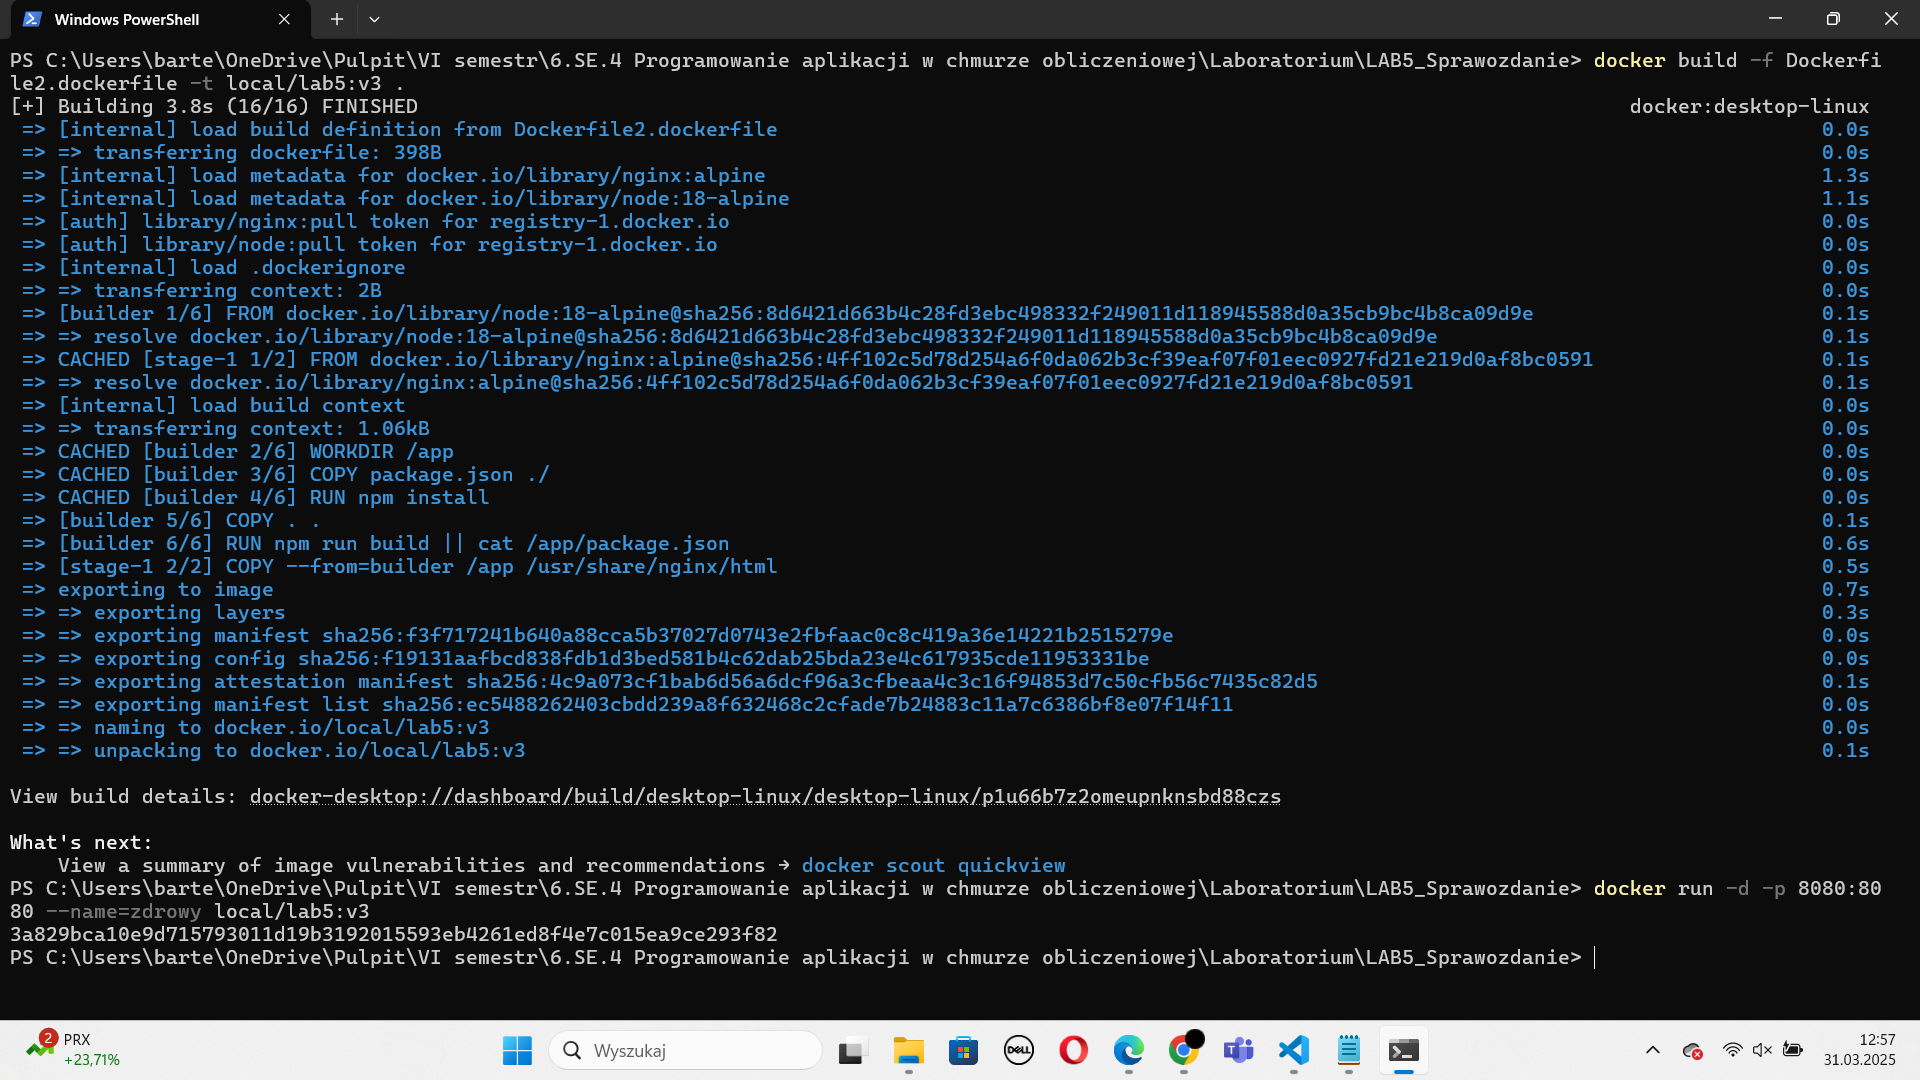 Windows PowerShell
PS C:\Users\barte\OneDrive\Pulpit\VI semestr\6.SE.4 Programowanie aplikacji w chmurze obliczeniowej\Laboratorium\LAB5_Sprawozdanie> docker build -f Dockerfi
le2.dockerfile -t local/lab5:v3 .
[+] Building 3.8s (16/16) FINISHED docker:desktop-linux
=> [internal] load build definition from Dockerfile2.dockerfile 0.0s
=> => transferring dockerfile: 398B 0.0s
=> [internal] load metadata for docker.io/library/nginx:alpine 1.3s
=> [internal] load metadata for docker.io/library/node:18-alpine 1.1s
=> [auth] library/nginx:pull token for registry-1.docker.io 0.0s
=> [auth] library/node:pull token for registry-1.docker.io 0.0s
=> [internal] load .dockerignore 0.0s
=> => transferring context: 2B 0.0s
=> [builder 1/6] FROM docker.io/library/node:18-alpine@sha256:8d6421d663b4c28fd3ebc498332f249011d118945588d0a35cb9bc4b8ca09d9e 0.1s
=> => resolve docker.io/library/node:18-alpine@sha256:8d6421d663b4c28fd3ebc498332f249011d118945588d0a35cb9bc4b8ca09d9e 0.1s
=> CACHED [stage-1 1/2] FROM docker.io/library/nginx:alpine@sha256:4ff102c5d78d254a6f0da062b3cf39eaf07f01eec0927fd21e219d0af8bc0591 0.1s
=> => resolve docker.io/library/nginx:alpine@sha256:4ff102c5d78d254a6f0da062b3cf39eaf07f01eec0927fd21e219d0af8bc0591 0.1s
=> [internal] load build context 0.0s
=> => transferring context: 1.06kB 0.0s
=> CACHED [builder 2/6] WORKDIR /app 0.0s
=> CACHED [builder 3/6] COPY package.json ./ 0.0s
=> CACHED [builder 4/6] RUN npm install 0.0s
=> [builder 5/6] COPY . . 0.1s
=> [builder 6/6] RUN npm run build || cat /app/package.json 0.6s
=> [stage-1 2/2] COPY --from=builder /app /usr/share/nginx/html 0.5s
=> exporting to image 0.7s
=> => exporting layers 0.3s
=> => exporting manifest sha256:f3f717241b640a88cca5b37027d0743e2fbfaac0c8c419a36e14221b2515279e 0.0s
=> => exporting config sha256:f19131aafbcd838fdb1d3bed581b4c62dab25bda23e4c617935cde11953331be 0.0s
=> => exporting attestation manifest sha256:4c9a073cf1bab6d56a6dcf96a3cfbeaa4c3c16f94853d7c50cfb56c7435c82d5 0.1s
=> => exporting manifest list sha256:ec5488262403cbdd239a8f632468c2cfade7b24883c11a7c6386bf8e07f14f11 0.0s
=> => naming to docker.io/local/lab5:v3 0.0s
=> => unpacking to docker.io/local/lab5:v3 0.1s
View build details: docker-desktop://dashboard/build/desktop-linux/desktop-linux/p1u66b7z2omeupnknsbd88czs
What's next:
View a summary of image vulnerabilities and recommendations → docker scout quickview
PS C:\Users\barte\OneDrive\Pulpit\VI semestr\6.SE.4 Programowanie aplikacji w chmurze obliczeniowej\Laboratorium\LAB5_Sprawozdanie> docker run -d -p 8080:80
80 --name=zdrowy local/lab5:v3
3a829bca10e9d715793011d19b3192015593eb4261ed8f4e7c015ea9ce293f82
PS C:\Users\barte\OneDrive\Pulpit\VI semestr\6.SE.4 Programowanie aplikacji w chmurze obliczeniowej\Laboratorium\LAB5_Sprawozdanie>
2 PRX
+23,71%
Wyszukaj
DELL
12:57
31.03.2025